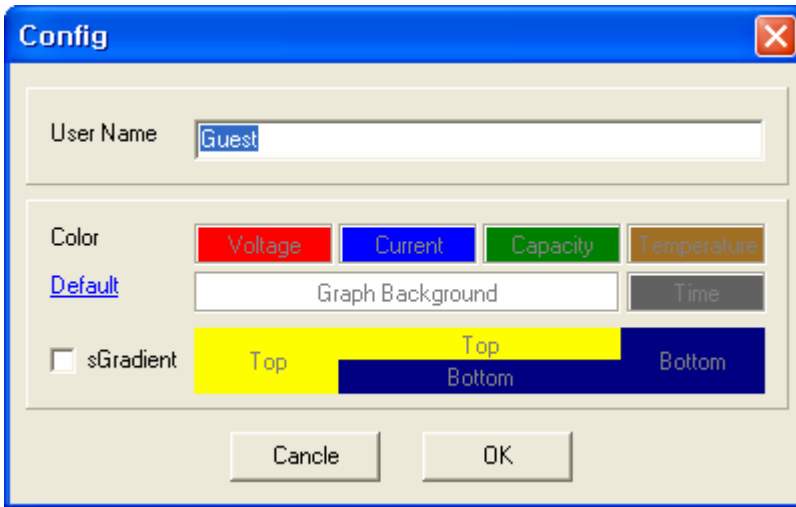 Config
User Name Guest
Color Voltage Current Capacity Temperature
Default Graph Background Time
sGradient Top Top Bottom Bottom
Cancle OK